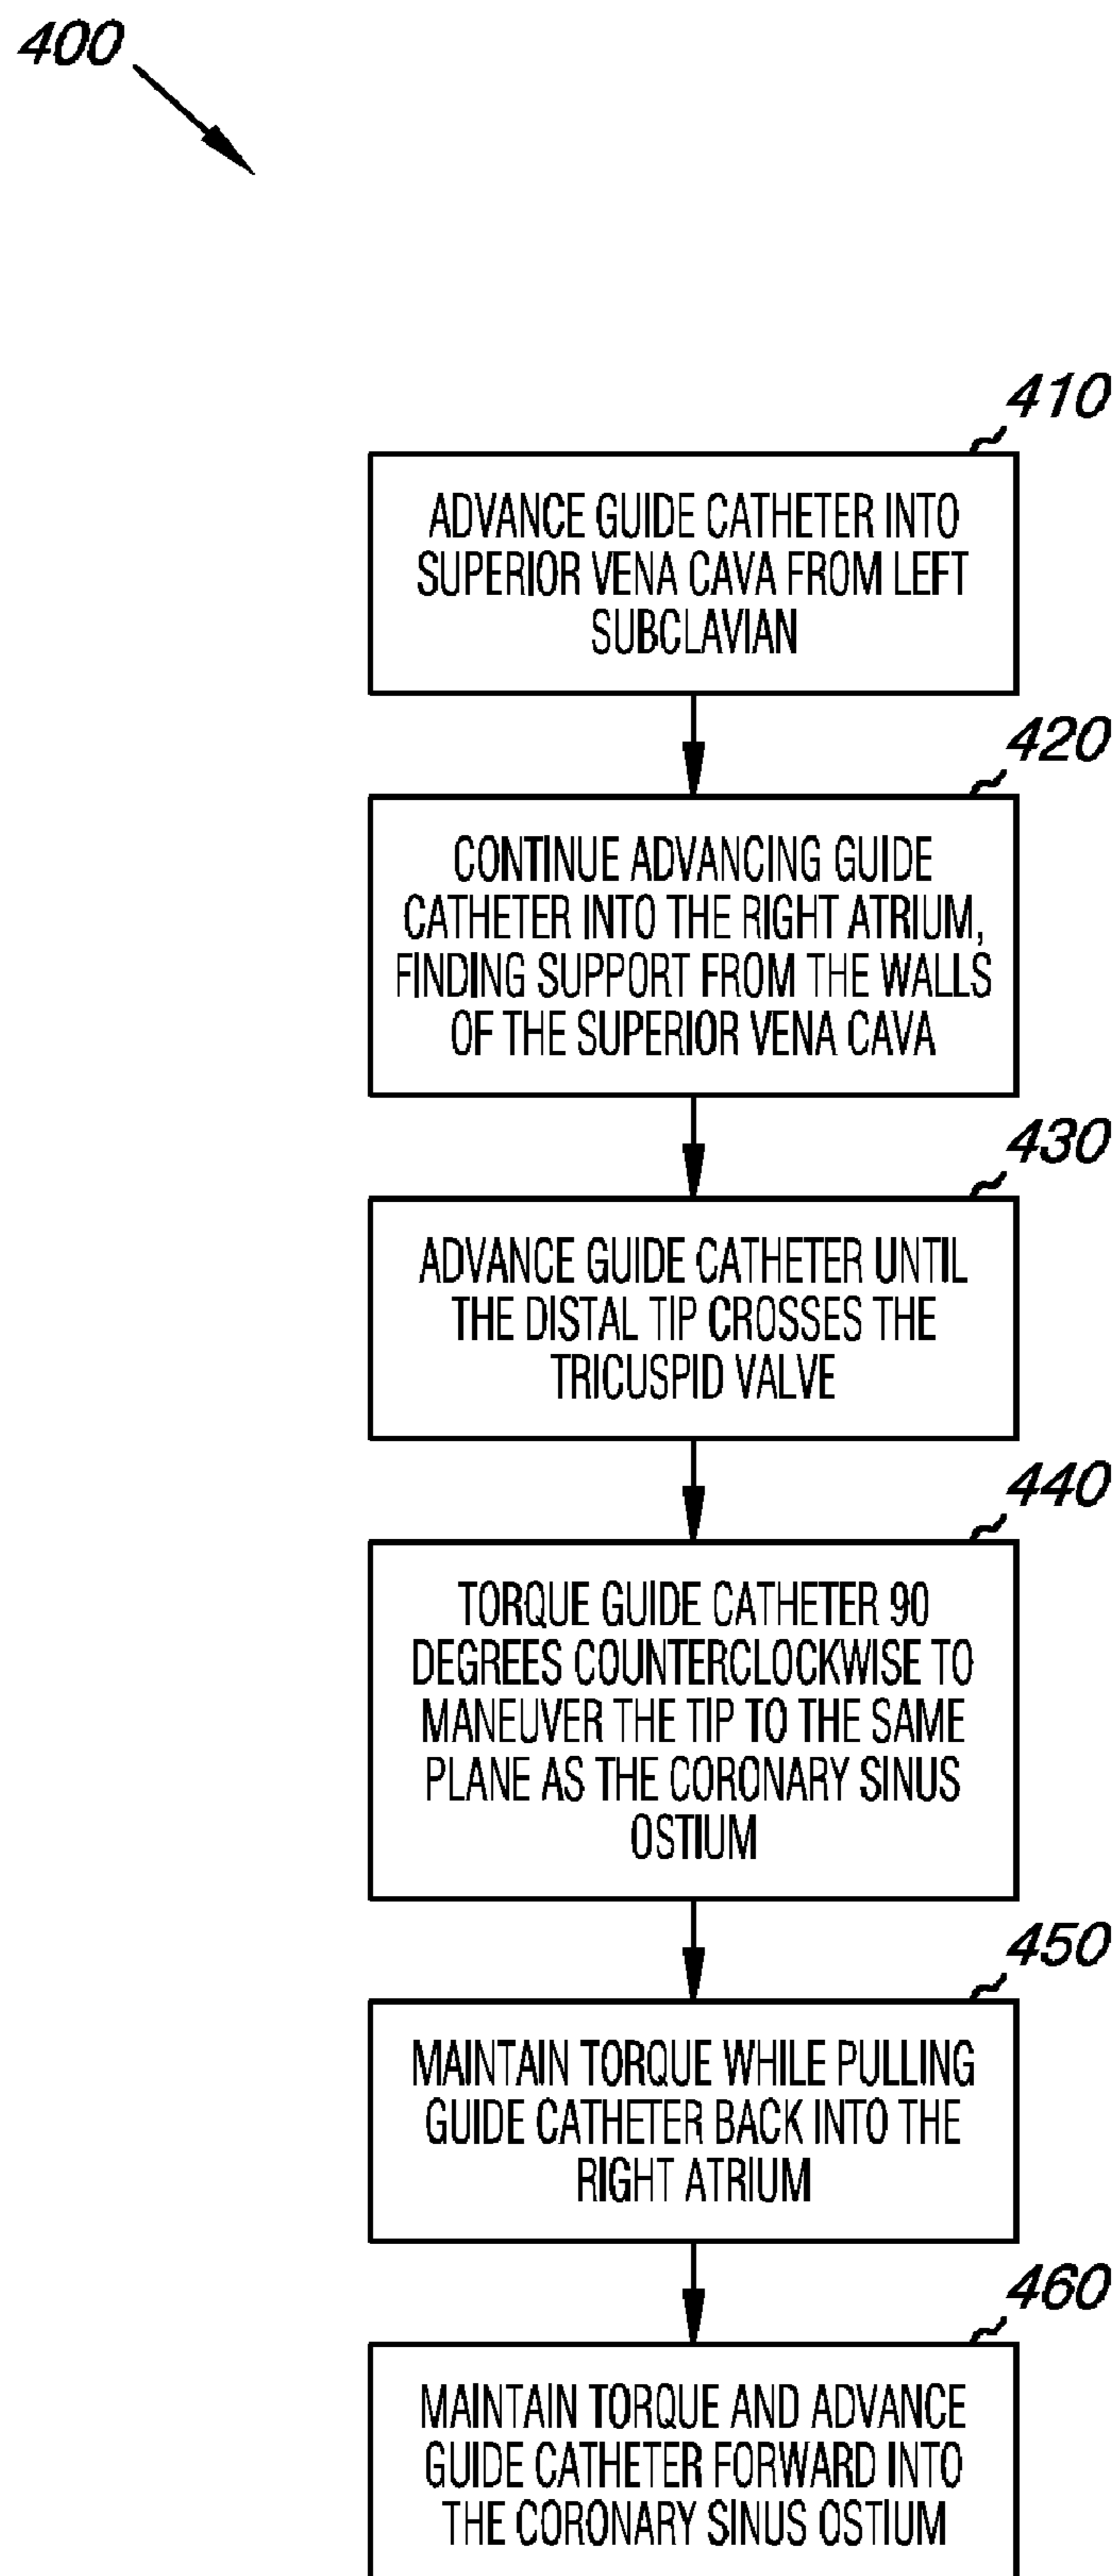 400
410
ADVANCE GUIDE CATHETER INTO
SUPERIOR VENA CAVA FROM LEFT
SUBCLAVIAN
420
CONTINUE ADVANCING GUIDE
CATHETER INTO THE RIGHT ATRIUM,
FINDING SUPPORT FROM THE WALLS
OF THE SUPERIOR VENA CAVA
430
ADVANCE GUIDE CATHETER UNTIL
THE DISTAL TIP CROSSES THE
TRICUSPID VALVE
440
TORQUE GUIDE CATHETER 90
DEGREES COUNTERCLOCKWISE TO
MANEUVER THE TIP TO THE SAME
PLANE AS THE CORONARY SINUS
OSTIUM
450
MAINTAIN TORQUE WHILE PULLING
GUIDE CATHETER BACK INTO THE
RIGHT ATRIUM
460
MAINTAIN TORQUE AND ADVANCE
GUIDE CATHETER FORWARD INTO
THE CORONARY SINUS OSTIUM